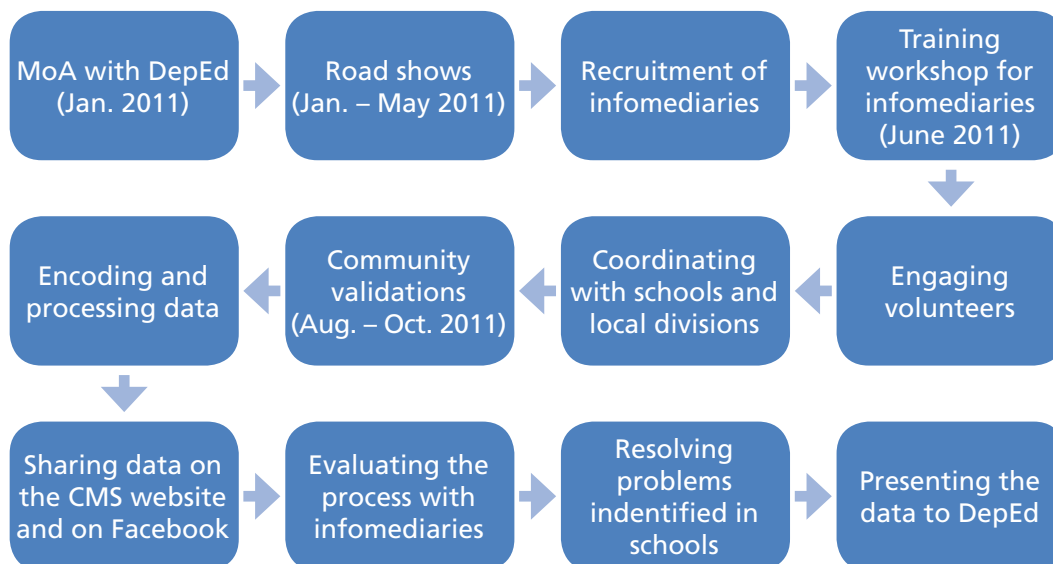 MoA with DepEd
(Jan. 2011)
Road shows
(Jan. – May 2011)
Recruitment of
infomediaries
Training
workshop for
infomediaries
(June 2011)
Engaging
volunteers
Coordinating
with schools and
local divisions
Community
validations
(Aug. – Oct. 2011)
Encoding and
processing data
Sharing data on
the CMS website
and on Facebook
Evaluating the
process with
infomediaries
Resolving
problems
indentified in
schools
Presenting the
data to DepEd